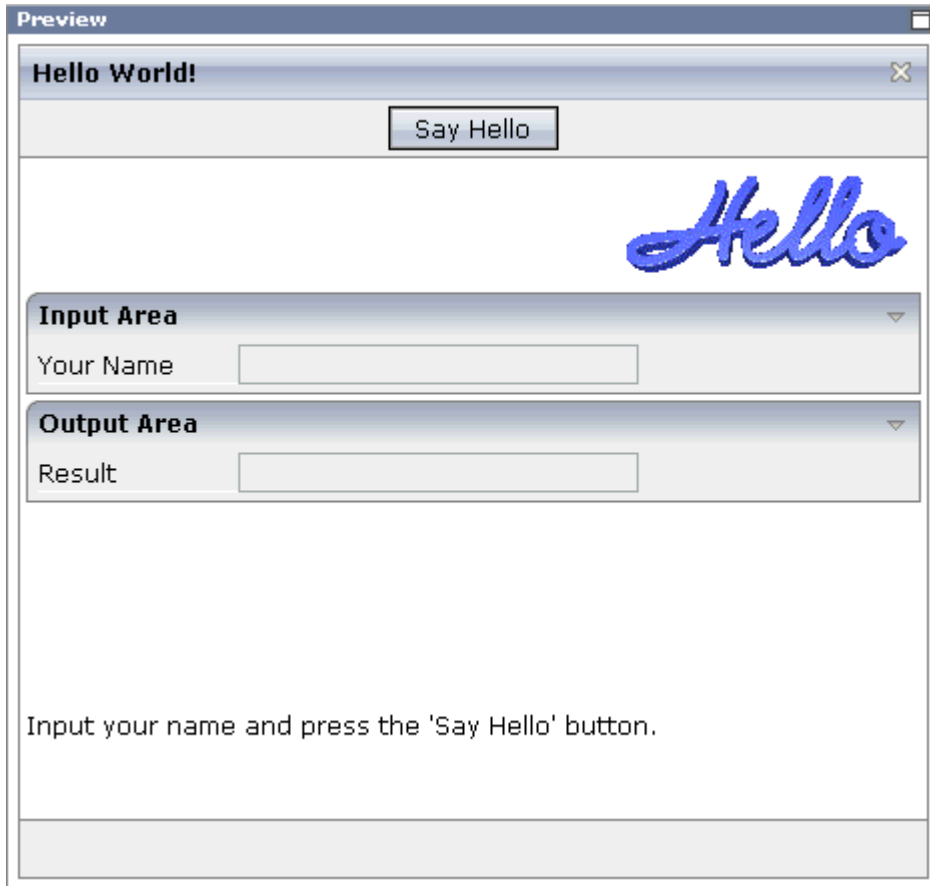 Preview
Hello World!
Say Hello
Hello
Input Area
Your Name
Output Area
Result
Input your name and press the 'Say Hello' button.